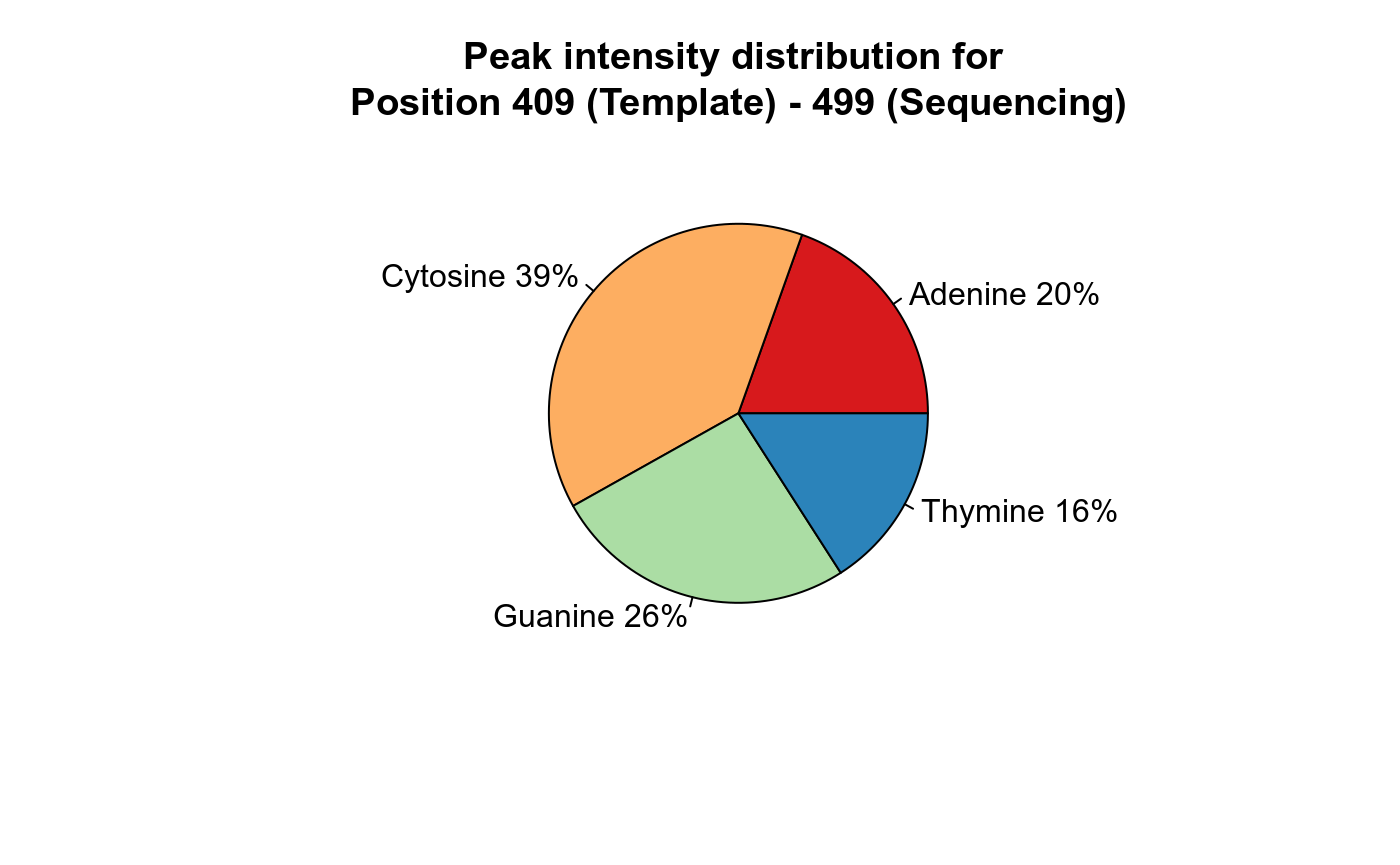 Peak intensity distribution for
Position 409 (Template) - 499 (Sequencing)
Cytosine 39%
Adenine 20%
Thymine 16%
Guanine 26%